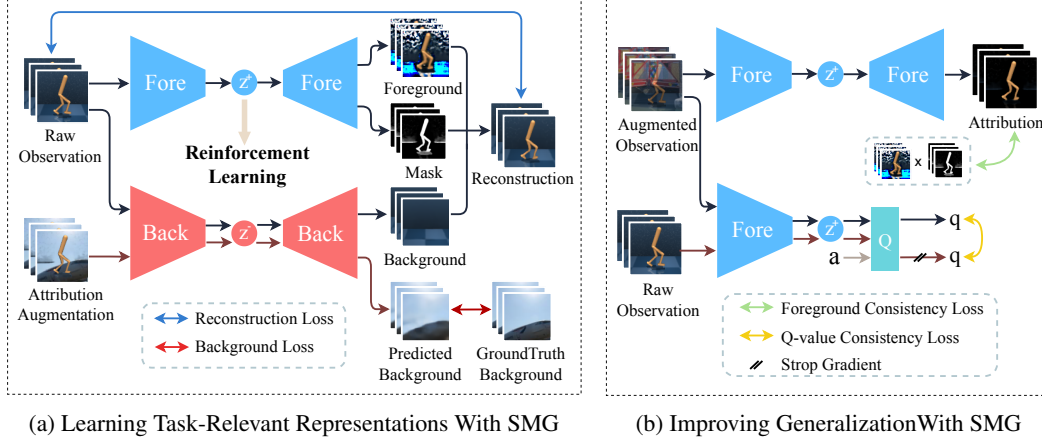 Fore
z+
Fore
Foreground
Raw
Observation
Reinforcement
Learning
Mask
Reconstruction
Back
z-
Back
Background
Attribution
Augmentation
Reconstruction Loss
Background Loss
Predicted
Background
GroundTruth
Background
(a) Learning Task-Relevant Representations With SMG
Fore
z+
Fore
Augmented
Observation
Attribution
x
Fore
z+
Q
q
a
q
Raw
Observation
Foreground Consistency Loss
Q-value Consistency Loss
Strop Gradient
(b) Improving GeneralizationWith SMG